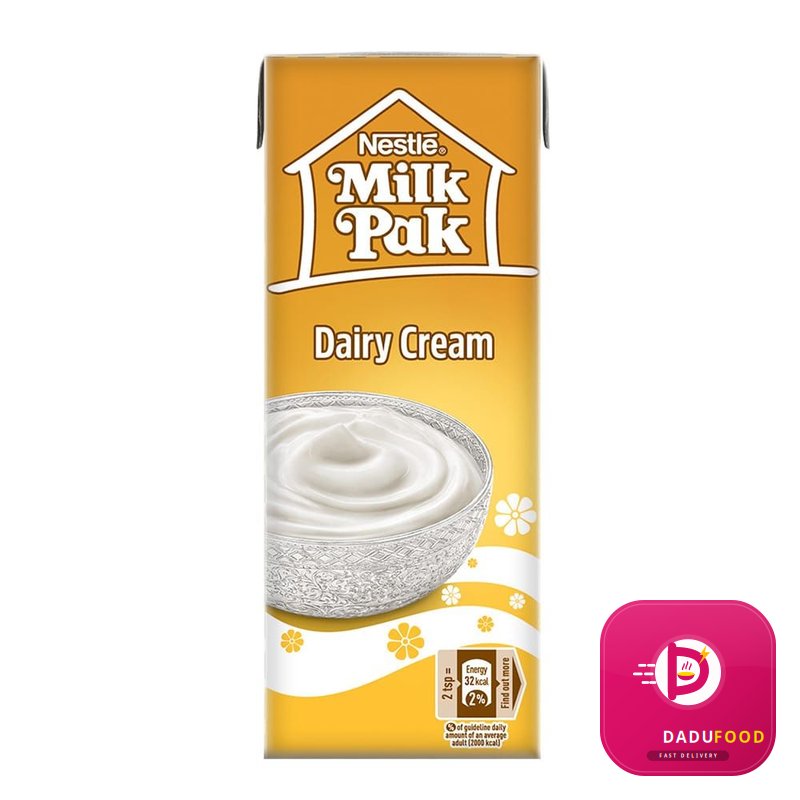 Nestlé®
Milk
Pak
Dairy Cream
2 tsp =
Energy
32 kcal
2%
Find out more
% of guideline daily
amount of an average
adult (2000 kcal)
DADUFOOD
FAST DELIVERY